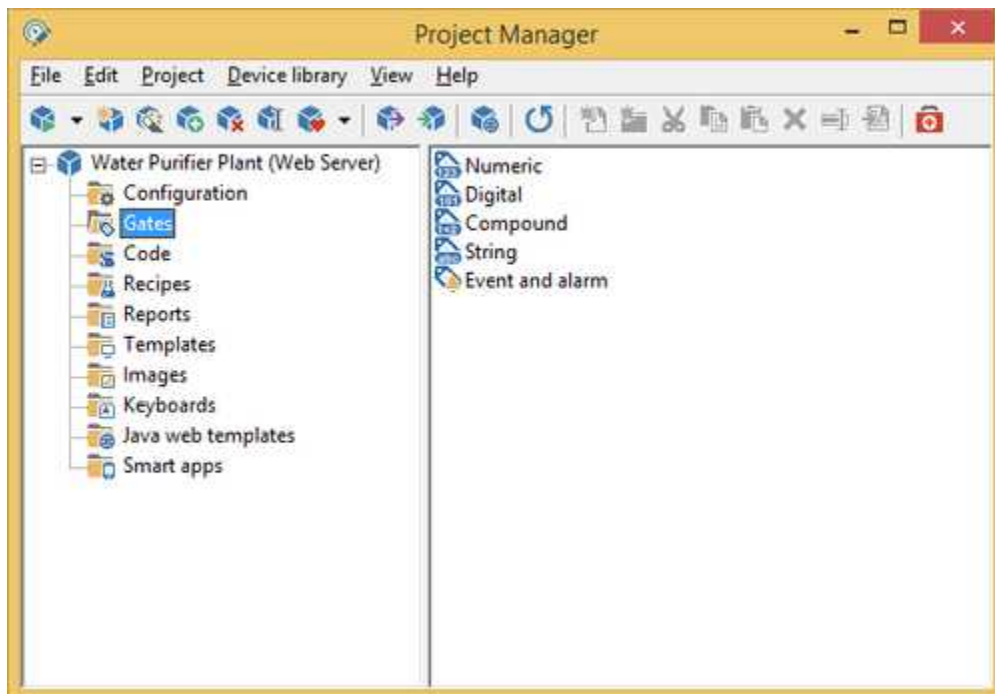 Project Manager
File Edit Project Device library View Help
Water Purifier Plant (Web Server)
Configuration
Gates
Code
Recipes
Reports
Templates
Images
Keyboards
Java web templates
Smart apps
Numeric
Digital
Compound
String
Event and alarm